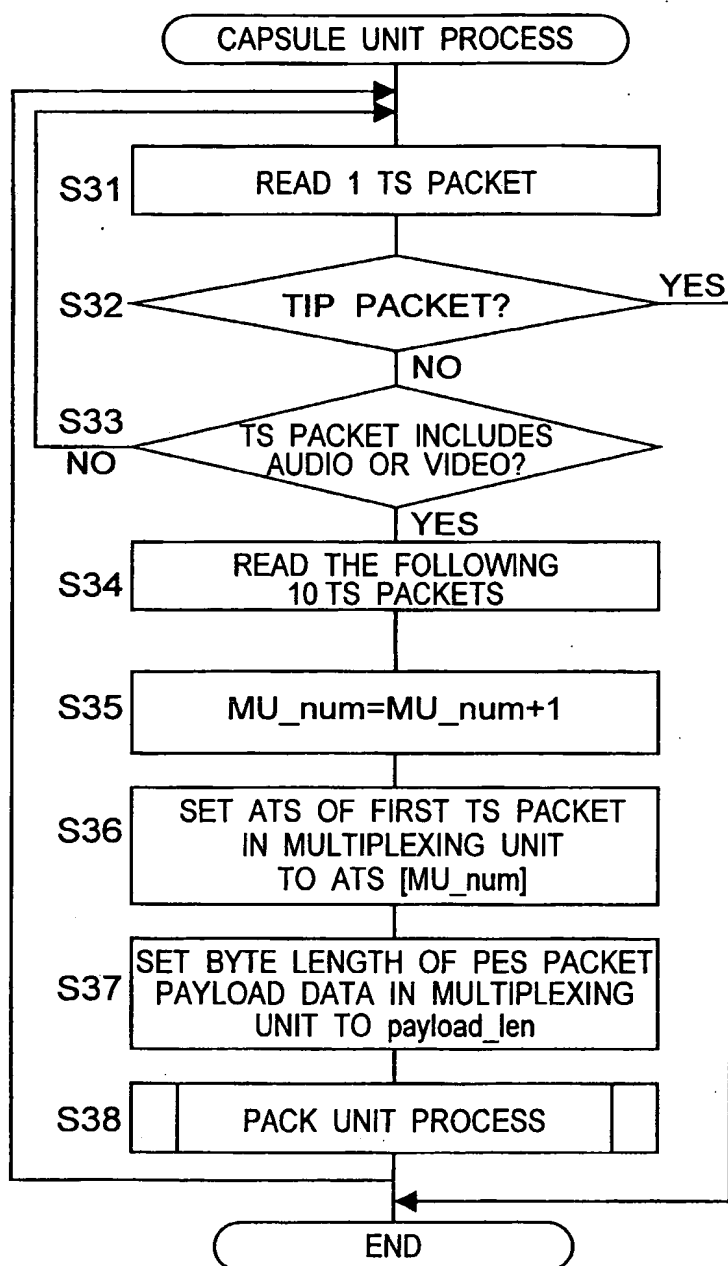 CAPSULE UNIT PROCESS
S31
READ 1 TS PACKET
S32
TIP PACKET?
YES
NO
S33
NO
TS PACKET INCLUDES
AUDIO OR VIDEO?
YES
S34
READ THE FOLLOWING
10 TS PACKETS
S35
MU_num=MU_num+1
S36
SET ATS OF FIRST TS PACKET
IN MULTIPLEXING UNIT
TO ATS [MU_num]
S37
SET BYTE LENGTH OF PES PACKET
PAYLOAD DATA IN MULTIPLEXING
UNIT TO payload_len
S38
PACK UNIT PROCESS
END